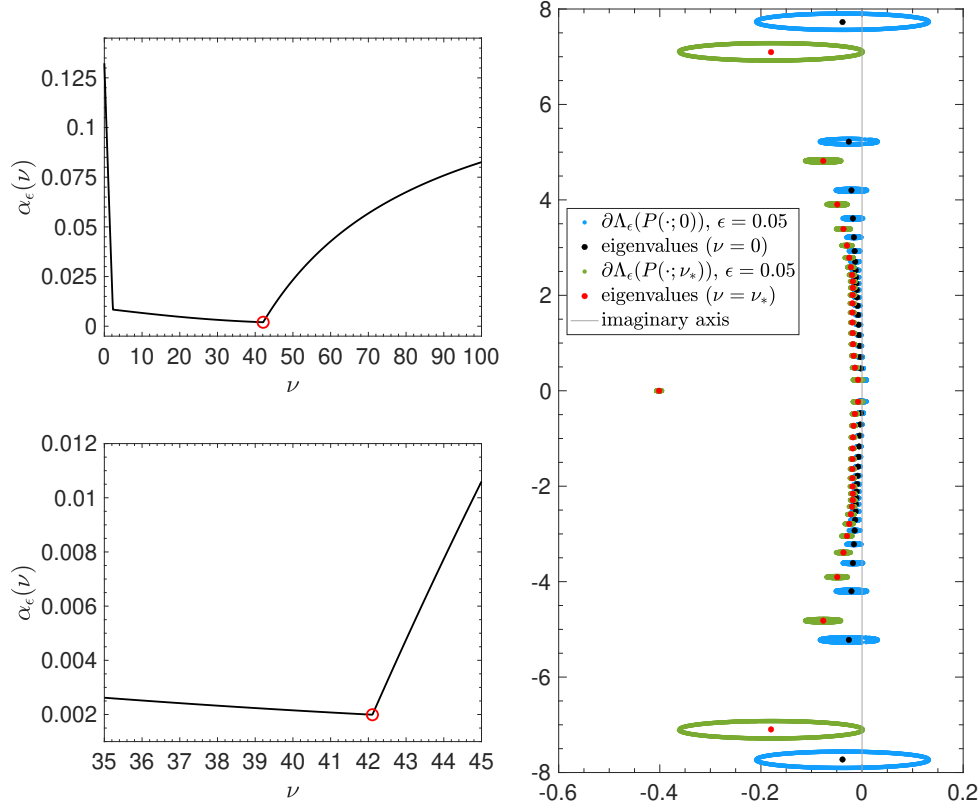 0.125
0.1
0.075
0.05
0.025
0
α_ϵ(ν)
0 10 20 30 40 50 60 70 80 90 100
ν
0.012
0.01
0.008
0.006
0.004
0.002
α_ϵ(ν)
35 36 37 38 39 40 41 42 43 44 45
ν
8
6
4
2
0
-2
-4
-6
-8
∂Λ_ϵ(P(·; 0)), ϵ = 0.05
eigenvalues (ν = 0)
∂Λ_ϵ(P(·; ν_*)), ϵ = 0.05
eigenvalues (ν = ν_*)
imaginary axis
-0.6 -0.4 -0.2 0 0.2